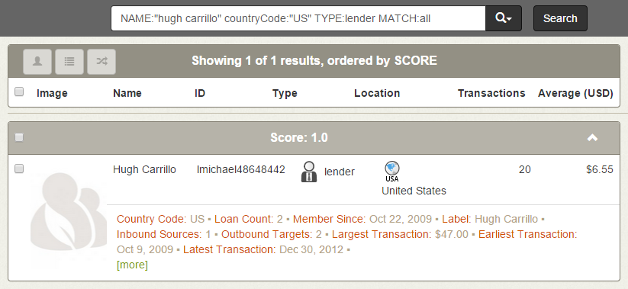 NAME:"hugh carrillo" countryCode:"US" TYPE:lender MATCH:all Search
Showing 1 of 1 results, ordered by SCORE
Image Name ID Type Location Transactions Average (USD)
Score: 1.0
Hugh Carrillo lmichael48648442 lender 20 $6.55
USA
United States
Country Code: US • Loan Count: 2 • Member Since: Oct 22, 2009 • Label: Hugh Carrillo •
Inbound Sources: 1 • Outbound Targets: 2 • Largest Transaction: $47.00 • Earliest Transaction:
Oct 9, 2009 • Latest Transaction: Dec 30, 2012 •
[more]